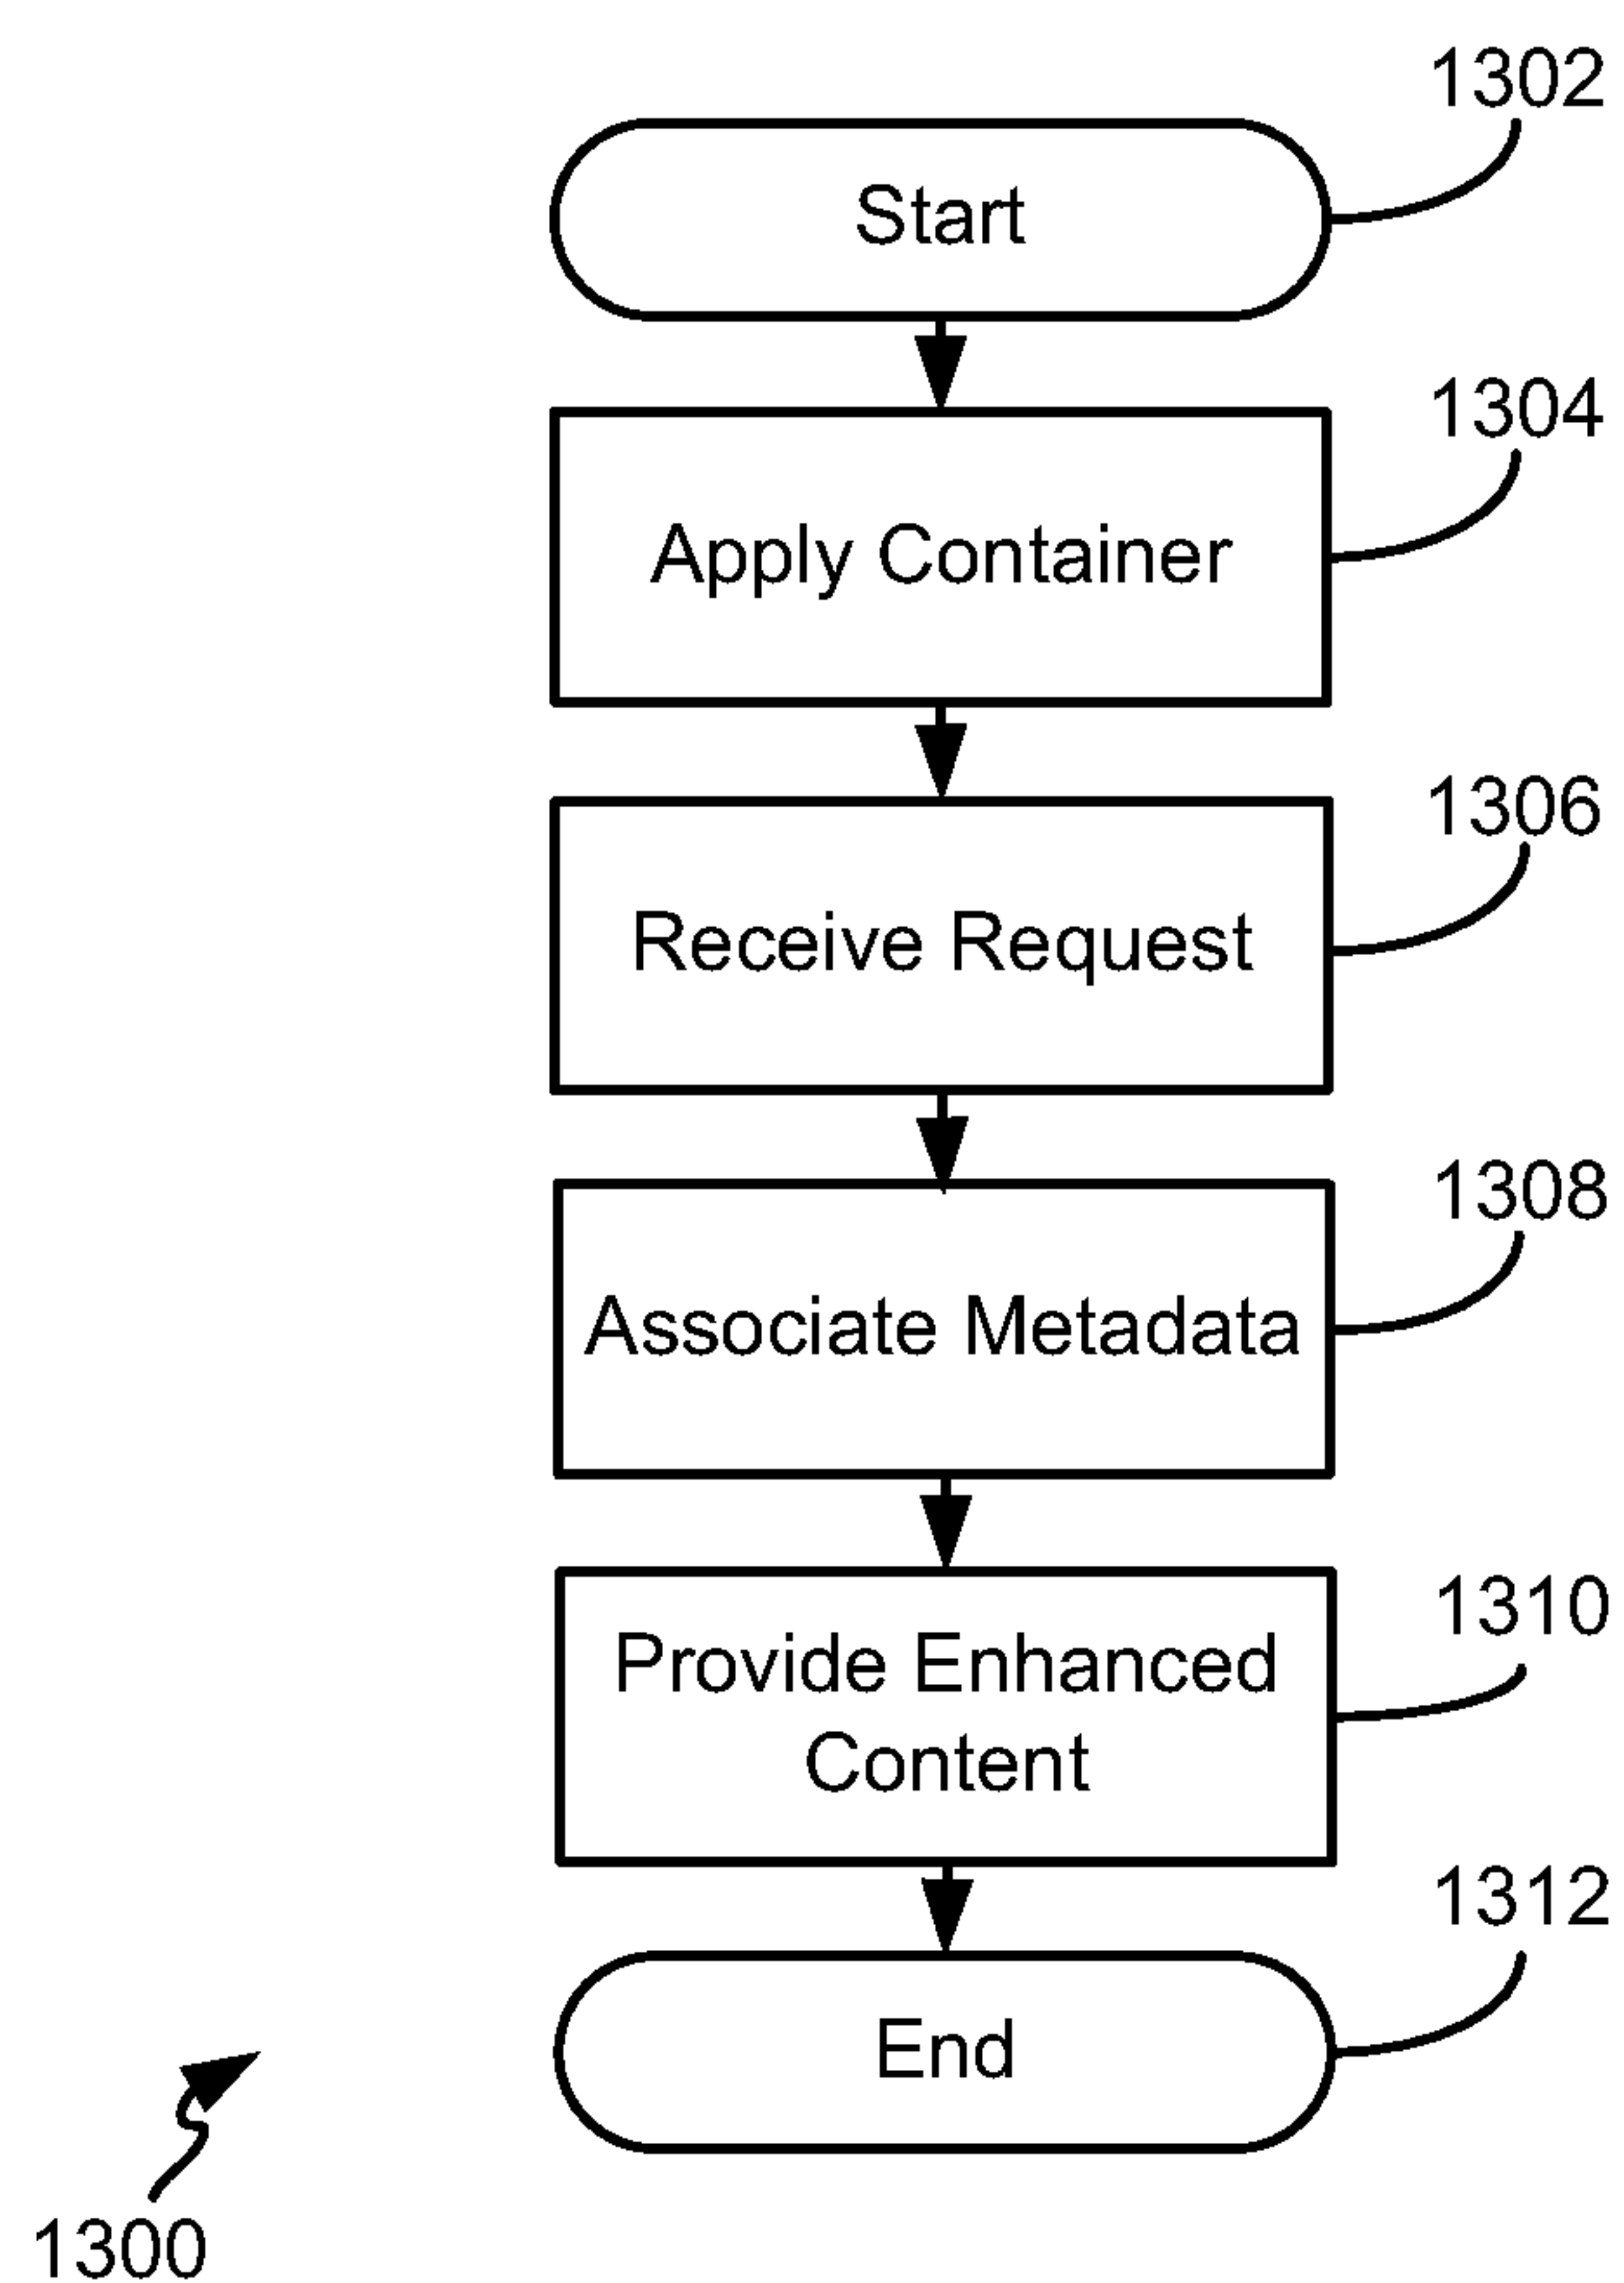 1302
Start
1304
Apply Container
1306
Receive Request
1308
Associate Metadata
1310
Provide Enhanced
Content
1312
End
1300